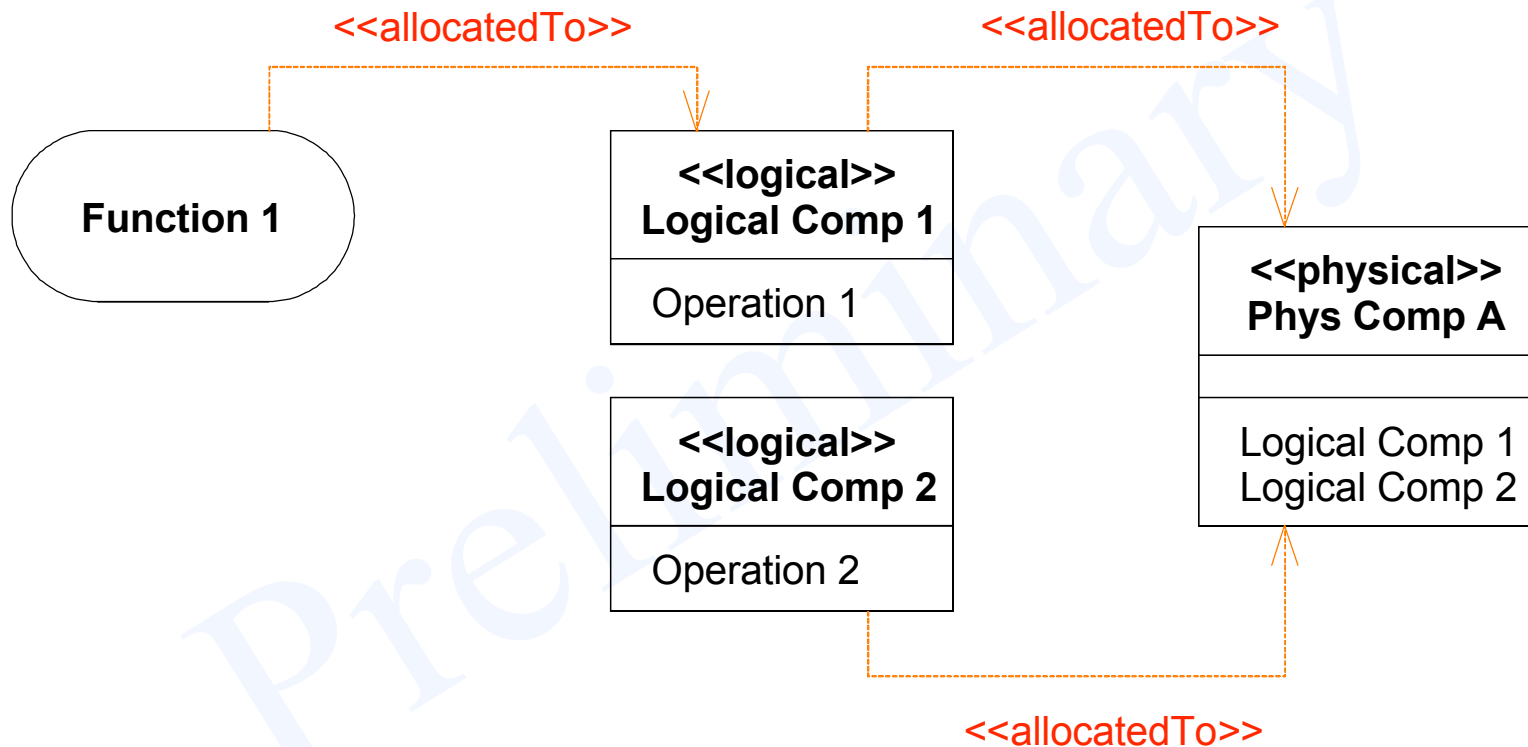 <<allocatedTo>>
<<allocatedTo>>
Function 1
<<logical>>
Logical Comp 1
Operation 1
<<physical>>
Phys Comp A
Logical Comp 1
Logical Comp 2
<<logical>>
Logical Comp 2
Operation 2
<<allocatedTo>>
Preliminary